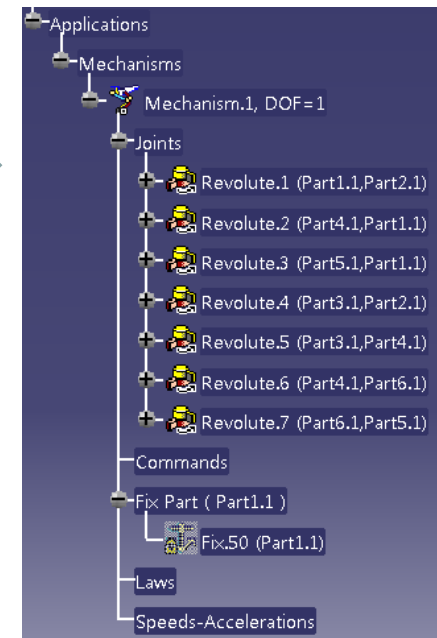 Applications
Mechanisms
Mechanism.1, DOF=1
Joints
Revolute.1 (Part1.1,Part2.1)
Revolute.2 (Part4.1,Part1.1)
Revolute.3 (Part5.1,Part1.1)
Revolute.4 (Part3.1,Part2.1)
Revolute.5 (Part3.1,Part4.1)
Revolute.6 (Part4.1,Part6.1)
Revolute.7 (Part6.1,Part5.1)
Commands
Fix Part ( Part1.1 )
Fix.50 (Part1.1)
Laws
Speeds-Accelerations